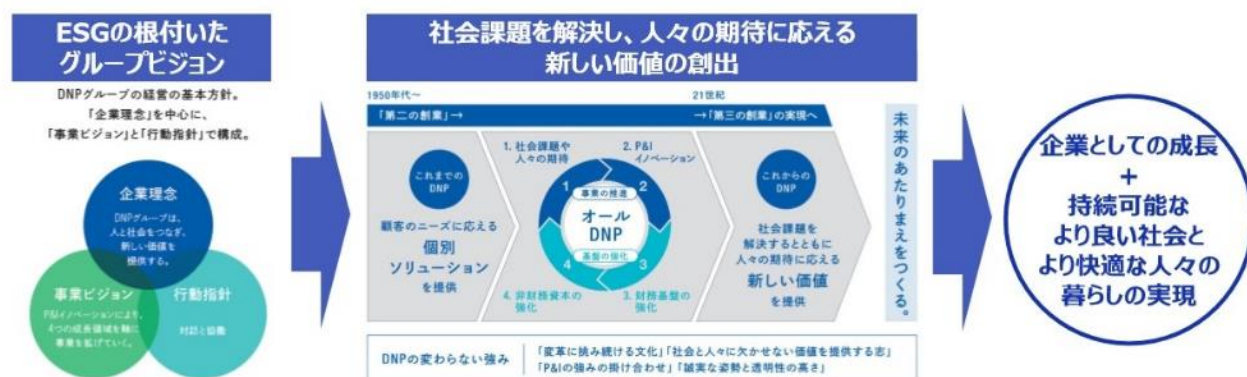 ESGの根付いた
グループビジョン
DNPグループの経営の基本方針。
「企業理念」を中心に、
「事業ビジョン」と「行動指針」で構成。
企業理念
DNPグループは、
人と社会をつなぎ、
新しい価値を
提供する。
事業ビジョン
P&Iイノベーションにより、
4つの成長領域を軸に
事業を拡げていく。
行動指針
対話と協働
社会課題を解決し、人々の期待に応える
新しい価値の創出
1950年代～
21世紀
「第二の創業」→
→「第三の創業」の実現へ
これまでの
DNP
顧客のニーズに応える
個別
ソリューション
を提供
1. 社会課題や
人々の期待
2. P&I
イノベーション
1
2
事業の推進
オール
DNP
基盤の強化
4
3
4. 非財務資本の
強化
3. 財務基盤の
強化
これからの
DNP
社会課題を
解決するとともに
人々の期待に応える
新しい価値
を提供
未来のあたりまえをつくる。
DNPの変わらない強み
「変革に挑み続ける文化」「社会と人々に欠かせない価値を提供する志」
「P&Iの強みの掛け合わせ」「誠実な姿勢と透明性の高さ」
企業としての成長
+
持続可能な
より良い社会と
より快適な人々の
暮らしの実現